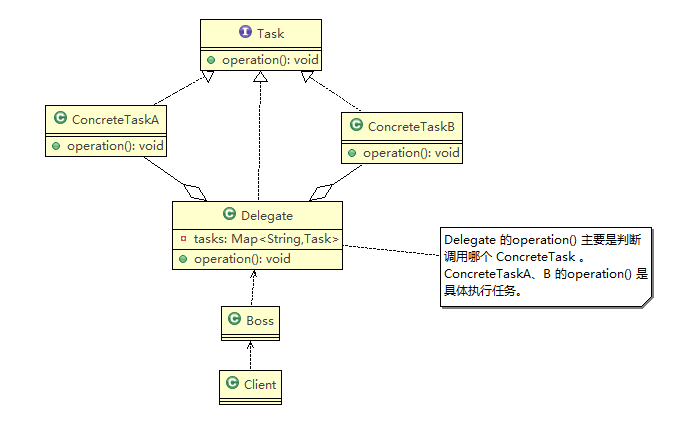 Task
operation(): void
ConcreteTaskA
operation(): void
ConcreteTaskB
operation(): void
Delegate
tasks: Map<String,Task>
operation(): void
Delegate 的operation() 主要是判断
调用哪个 ConcreteTask 。
ConcreteTaskA、B 的operation() 是
具体执行任务。
Boss
Client